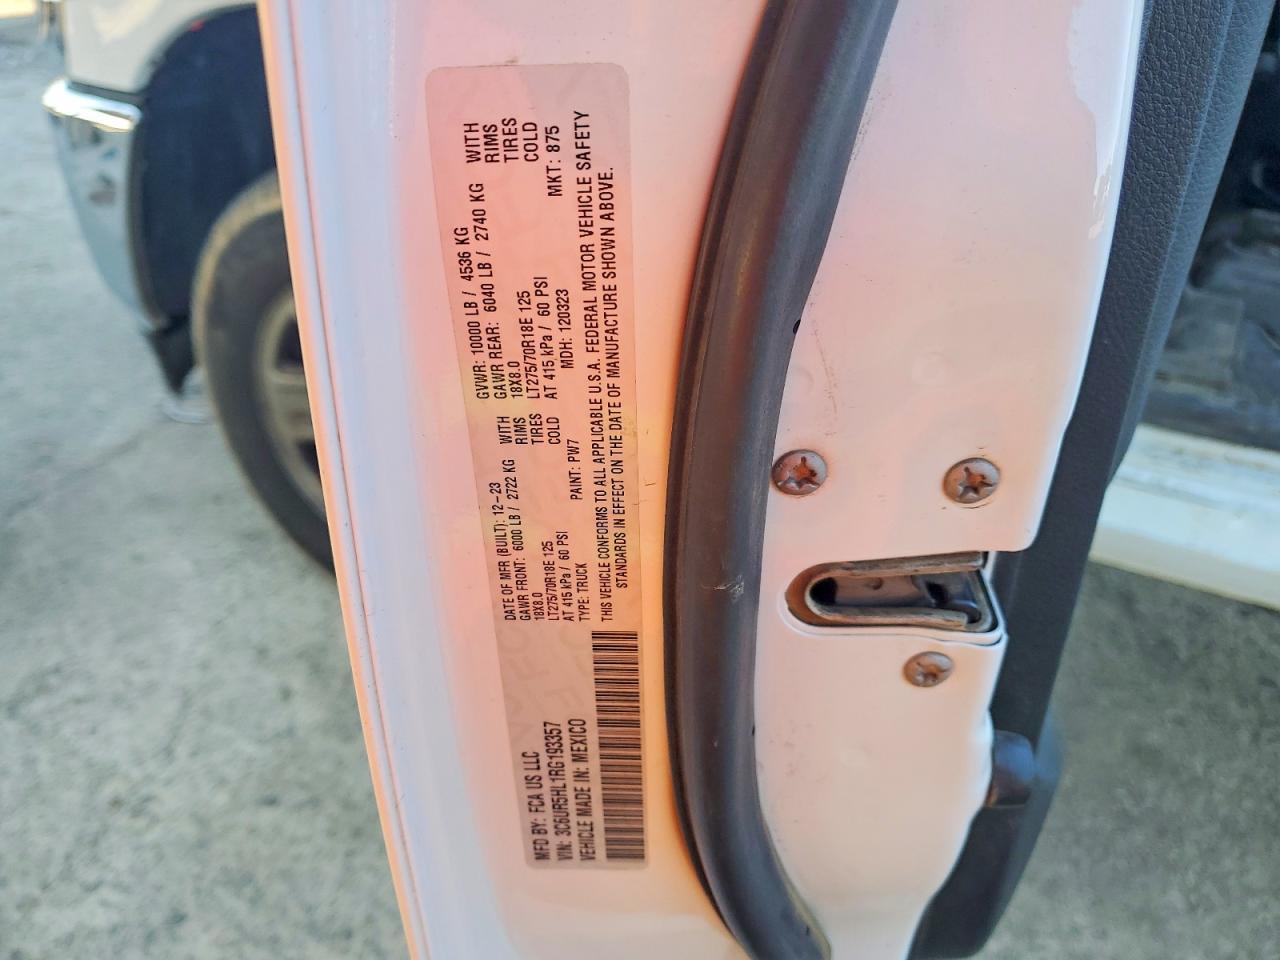 MFD BY: FCA US LLC
DATE OF MFR (BUILT): 12-23
GVWR: 10000 LB / 4536 KG
GAWR FRONT: 6000 LB / 2722 KG WITH
GAWR REAR: 6040 LB / 2740 KG WITH
18X8.0 RIMS
18X8.0 RIMS
LT275/70R18E 125 TIRES
LT275/70R18E 125 TIRES
AT 415 kPa / 60 PSI COLD
AT 415 kPa / 60 PSI COLD
VIN: 3C6UR5HL1RG193357
TYPE: TRUCK PAINT: PW7 MDH: 120323 MKT: 875
VEHICLE MADE IN: MEXICO
THIS VEHICLE CONFORMS TO ALL APPLICABLE U.S.A. FEDERAL MOTOR VEHICLE SAFETY
STANDARDS IN EFFECT ON THE DATE OF MANUFACTURE SHOWN ABOVE.